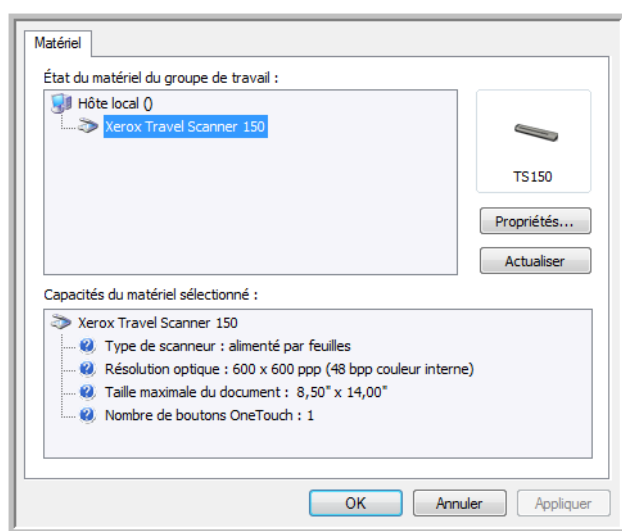 Matériel
État du matériel du groupe de travail :
Hôte local ()
Xerox Travel Scanner 150
TS150
Propriétés...
Actualiser
Capacités du matériel sélectionné :
Xerox Travel Scanner 150
Type de scanneur : alimenté par feuilles
Résolution optique : 600 x 600 ppp (48 bpp couleur interne)
Taille maximale du document : 8,50" x 14,00"
Nombre de boutons OneTouch : 1
OK Annuler Appliquer